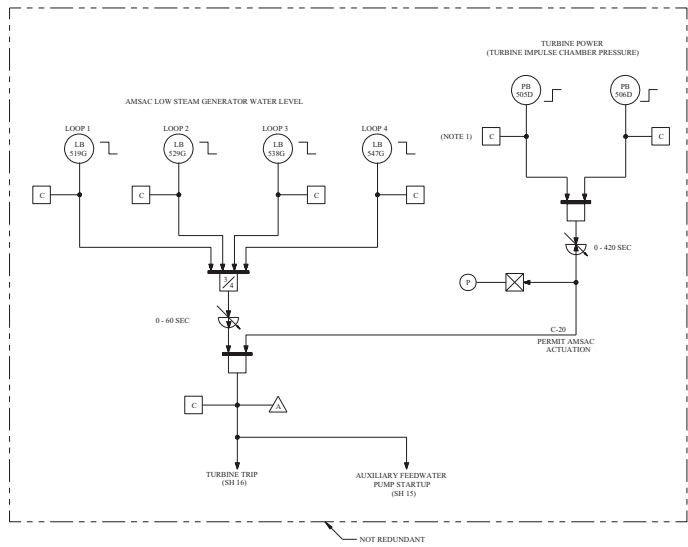 TURBINE POWER
(TURBINE IMPULSE CHAMBER PRESSURE)
PB
505D
PB
506D
AMSAC LOW STEAM GENERATOR WATER LEVEL
LOOP 1
LOOP 2
LOOP 3
LOOP 4
LB
519G
LB
529G
LB
538G
LB
547G
(NOTE 1)
C
C
C
C
C
C
3/4
0 - 420 SEC
P
0 - 60 SEC
C-20
PERMIT AMSAC
ACTUATION
C
A
TURBINE TRIP
(SH 16)
AUXILIARY FEEDWATER
PUMP STARTUP
(SH 15)
NOT REDUNDANT